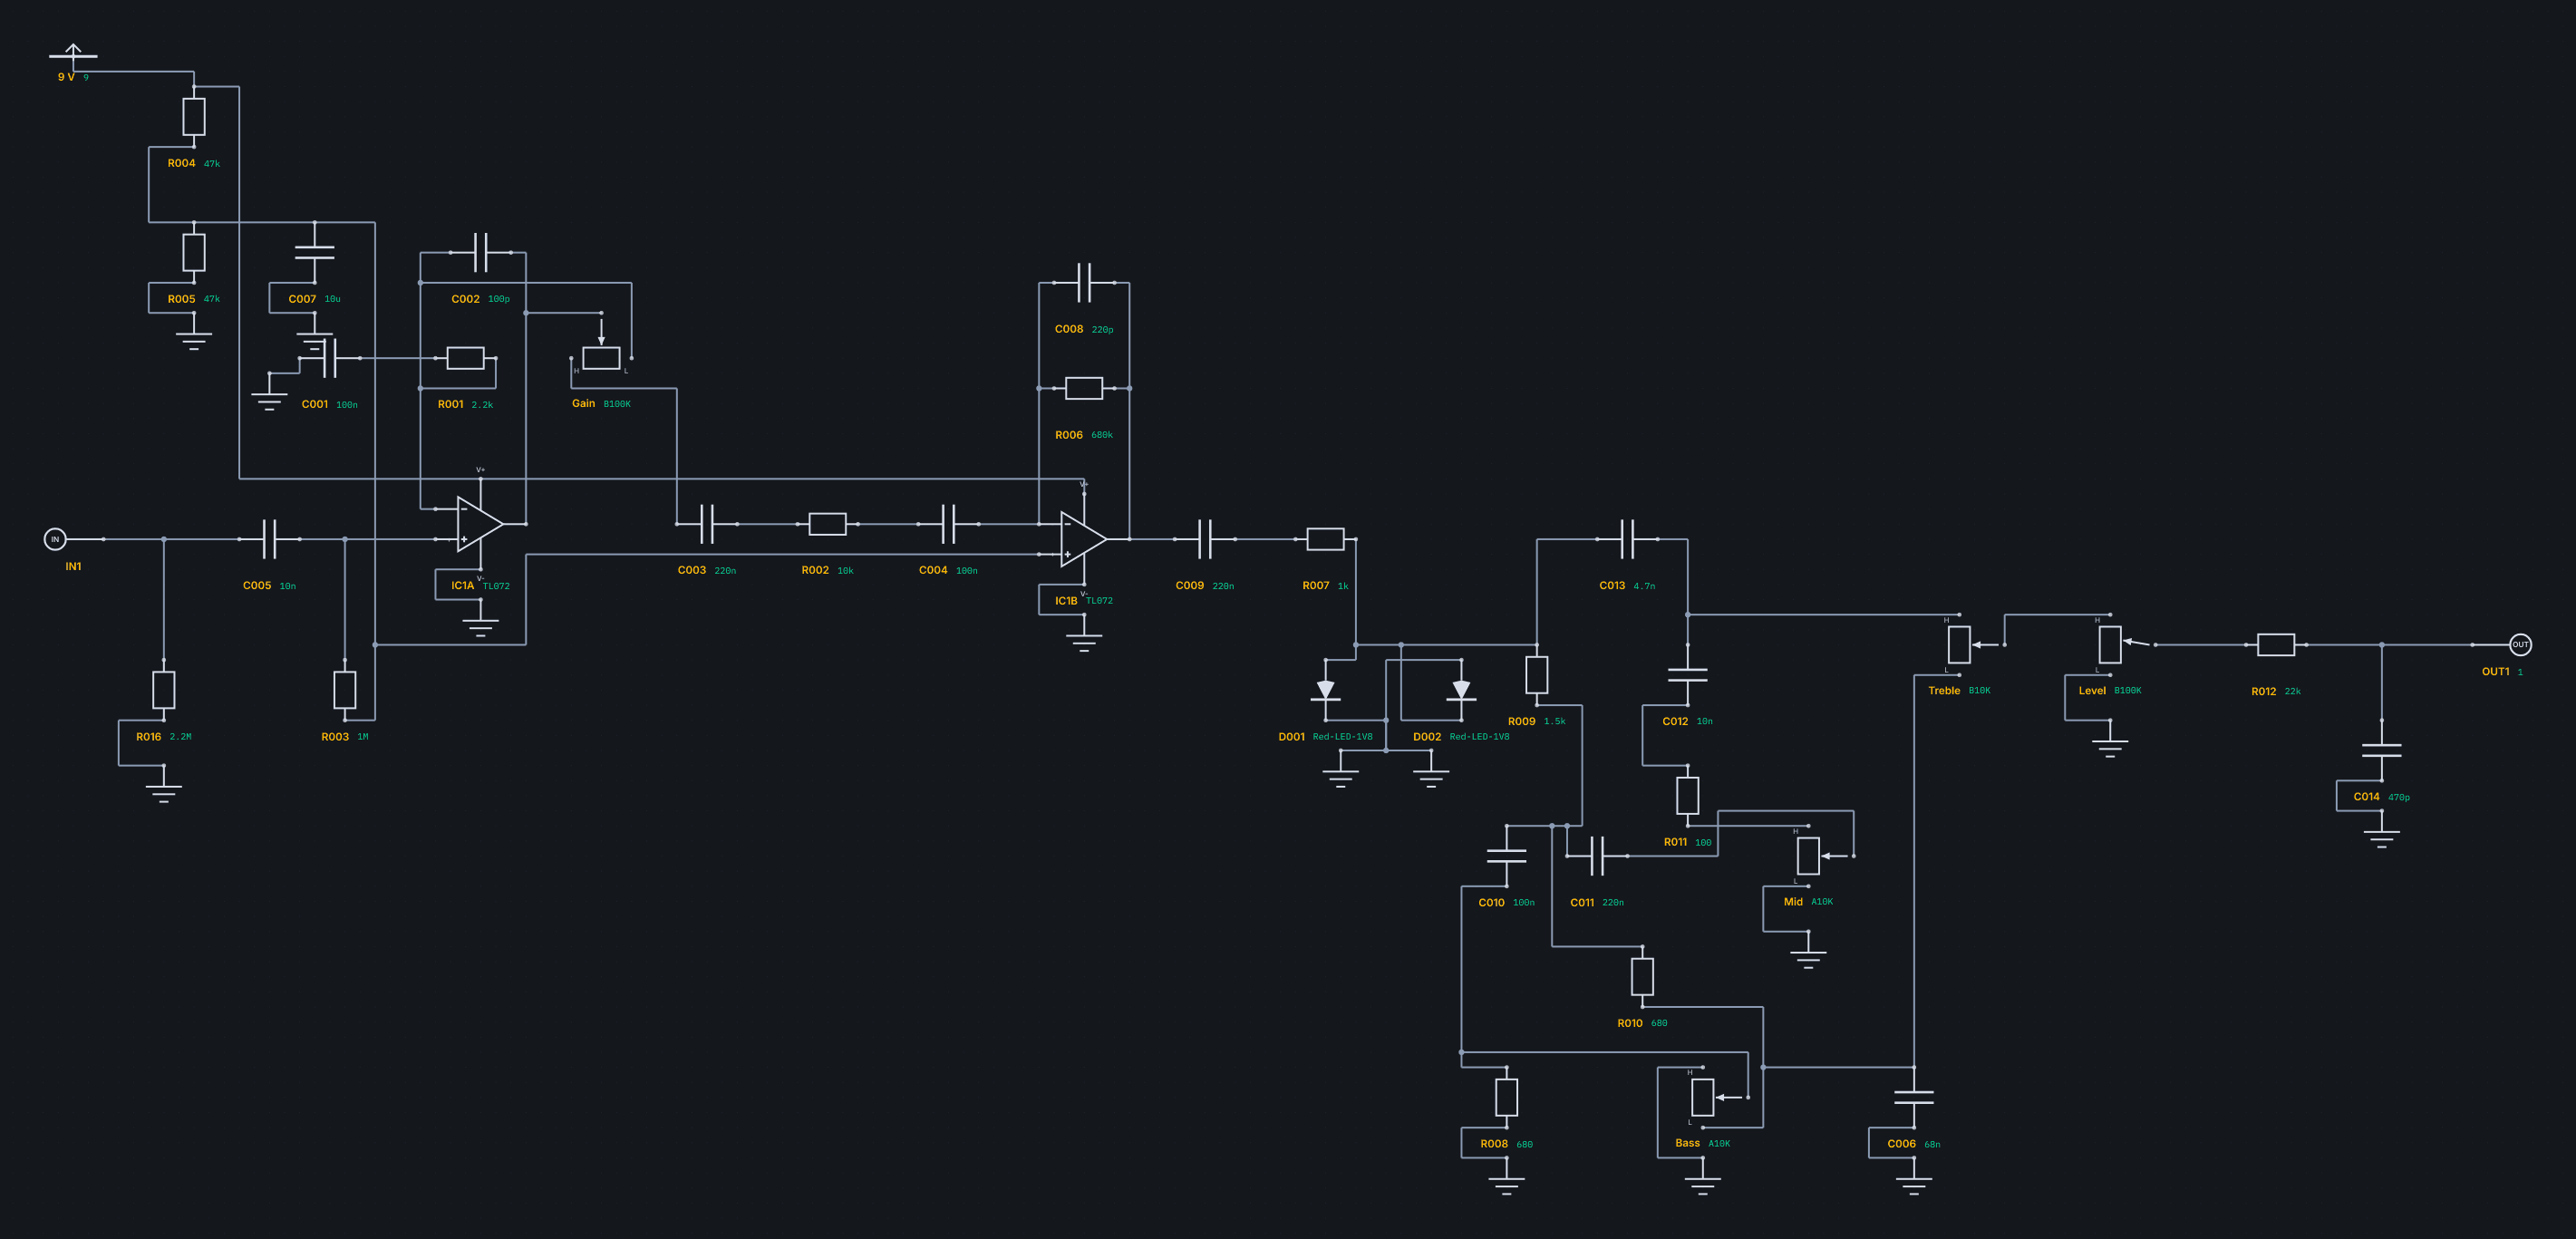 9 V 9
R004 47k
R005 47k
C007 10u
C002 100p
C008 220p
H
L
C001 100n
R001 2.2k
Gain B100K
R006 680k
V+
V+
IN
IN1
C005 10n
V-
IC1A TL072
C003 220n
R002 10k
C004 100n
V-
IC1B TL072
C009 220n
R007 1k
C013 4.7n
H
L
Treble B10K
H
L
Level B100K
R012 22k
OUT
OUT1 1
R016 2.2M
R003 1M
D001 Red-LED-1V8
D002 Red-LED-1V8
R009 1.5k
C012 10n
C014 470p
R011 100
H
L
C010 100n
C011 220n
Mid A10K
R010 680
H
L
R008 680
Bass A10K
C006 68n